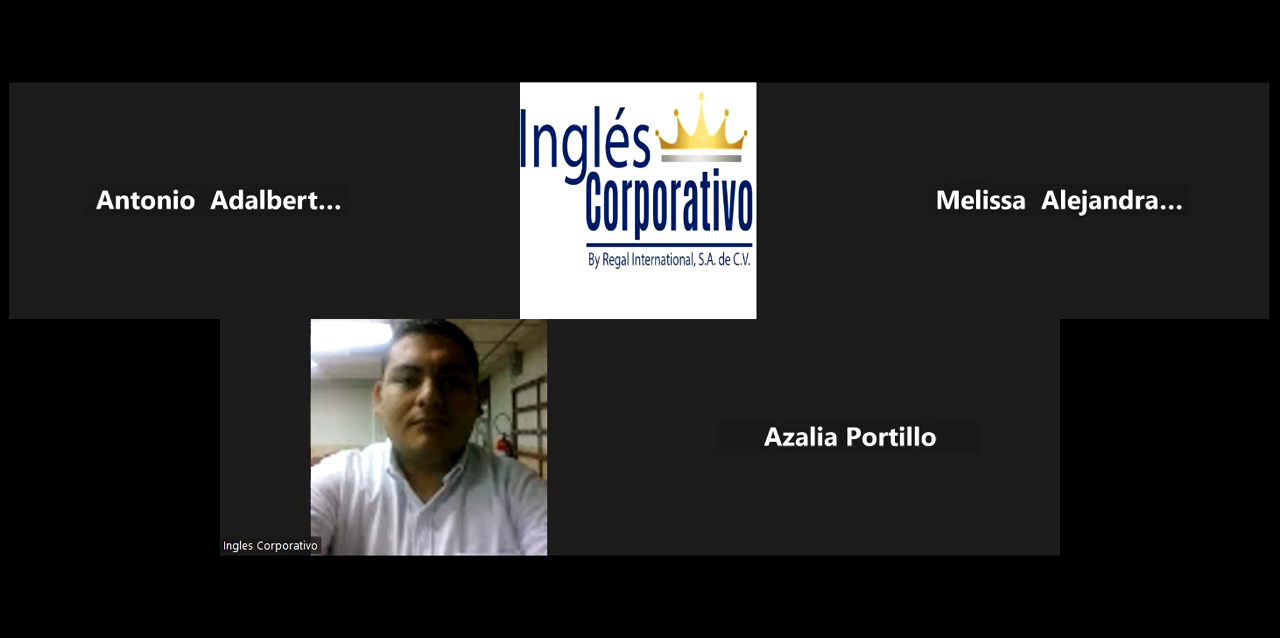 Antonio Adalbert...
Inglés
Corporativo
By Regal International, S.A. de C.V.
Melissa Alejandra...
Ingles Corporativo
Azalia Portillo